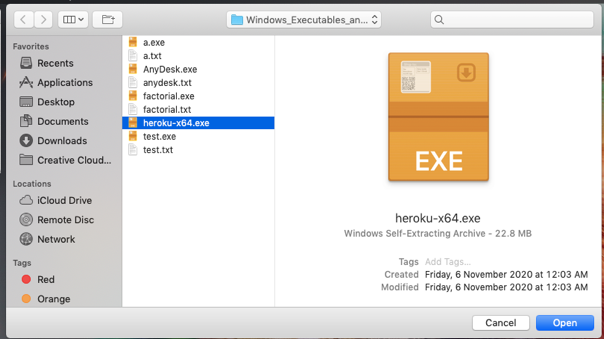 Windows_Executables_an...
Favorites
Recents
Applications
Desktop
Documents
Downloads
Creative Cloud...
Locations
iCloud Drive
Remote Disc
Network
Tags
Red
Orange
a.exe
a.txt
AnyDesk.exe
anydesk.txt
factorial.exe
factorial.txt
heroku-x64.exe
test.exe
test.txt
EXE
heroku-x64.exe
Windows Self-Extracting Archive - 22.8 MB
Tags Add Tags...
Created Friday, 6 November 2020 at 12:03 AM
Modified Friday, 6 November 2020 at 12:03 AM
Cancel
Open